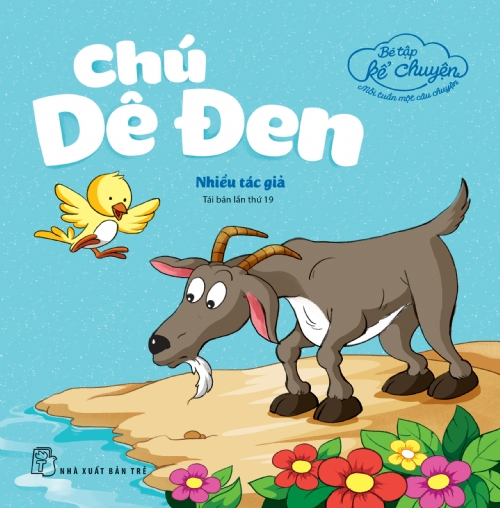 Chú
Dê Đen
Bé tập
kể chuyện
Mỗi tuần một câu chuyện
Nhiều tác giả
Tái bản lần thứ 19
NHÀ XUẤT BẢN TRẺ